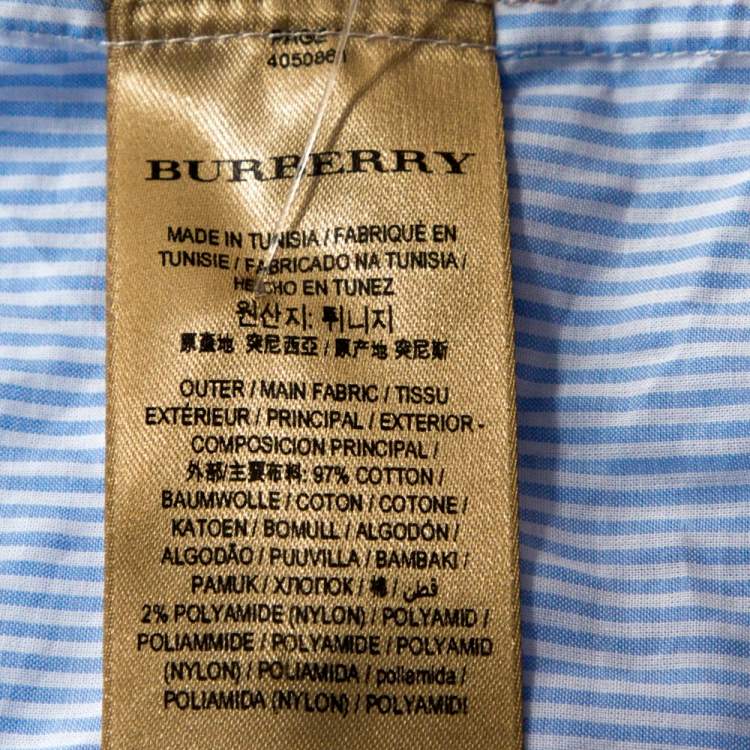 PAGE
4050861
BURBERRY
MADE IN TUNISIA / FABRIQUÉ EN
TUNISIE / FABRICADO NA TUNISIA /
HECHO EN TUNEZ
원산지: 튀니지
原產地 突尼西亞 / 原产地 突尼斯
OUTER / MAIN FABRIC / TISSU
EXTÉRIEUR / PRINCIPAL / EXTERIOR -
COMPOSICION PRINCIPAL /
外部/主要布料: 97% COTTON /
BAUMWOLLE / COTON / COTONE /
KATOEN / BOMULL / ALGODÓN /
ALGODÃO / PUUVILLA / BAMBAKI /
PAMUK / ХЛОПОК / 棉 / قطن /
2% POLYAMIDE (NYLON) / POLYAMID /
POLIAMMIDE / POLYAMIDE / POLYAMID
(NYLON) / POLIAMIDA / poliamida /
POLIAMIDA (NYLON) / POLYAMIDI